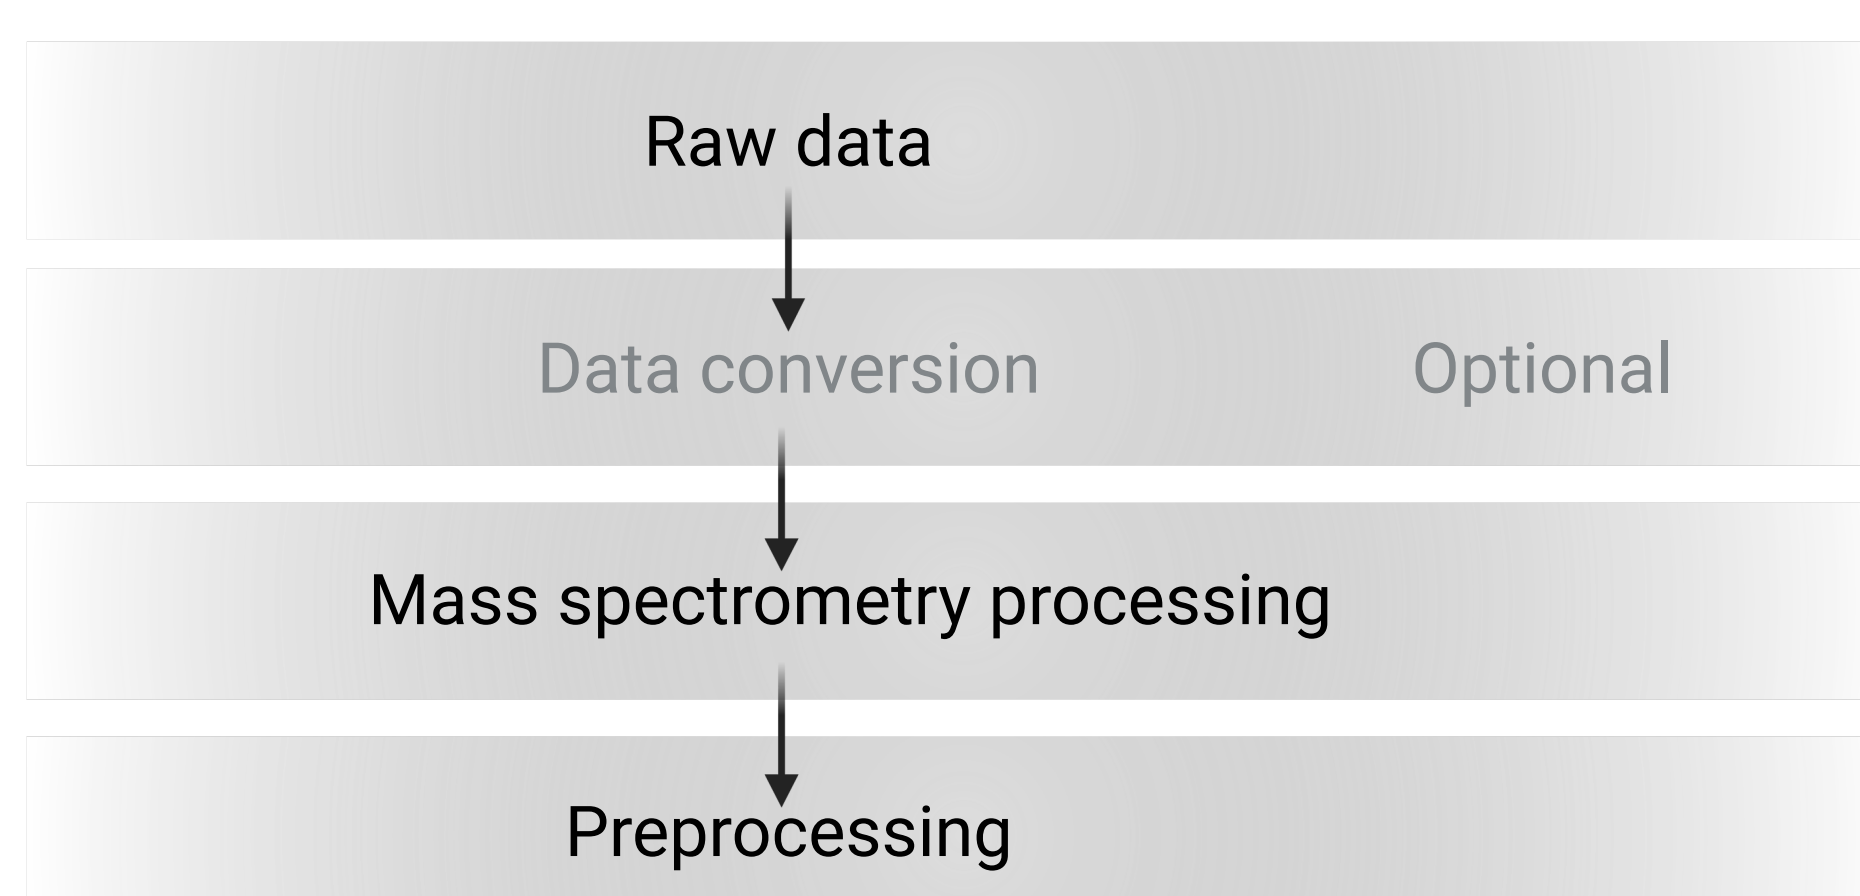 Raw data
Data conversion Optional
Mass spectrometry processing
Preprocessing